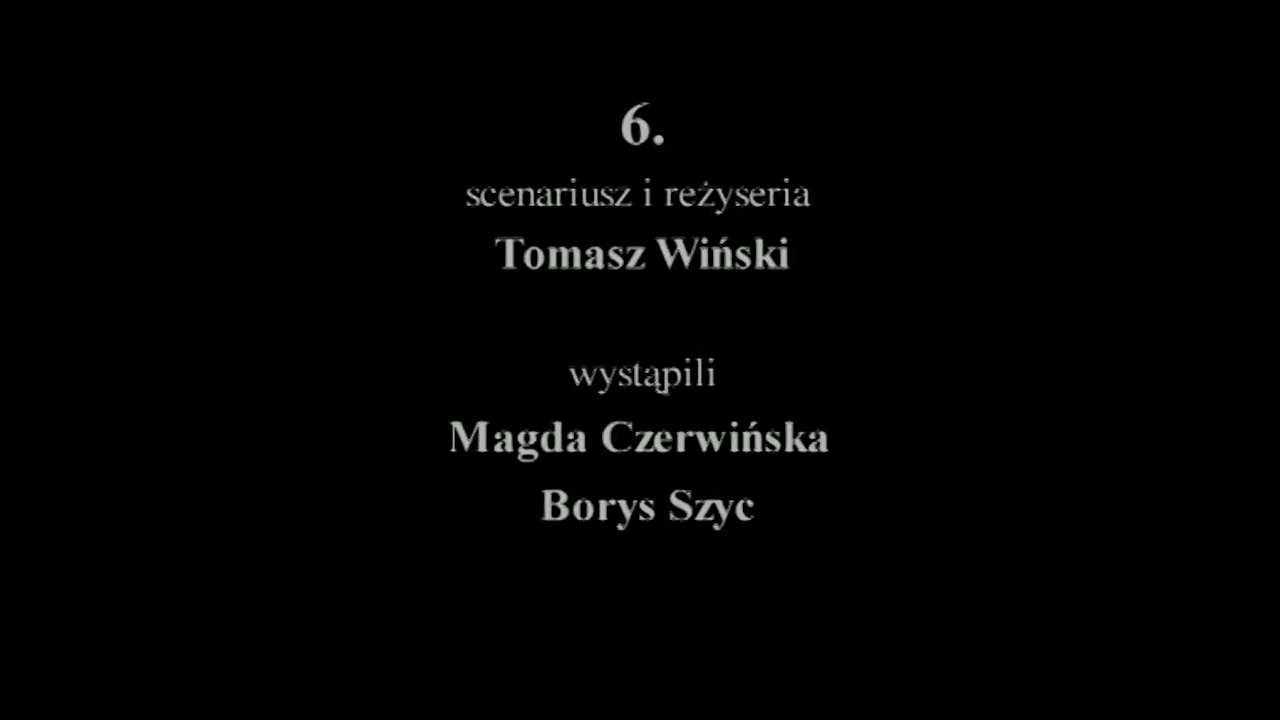 6.
scenariusz i reżyseria
Tomasz Wiński
wystąpili
Magda Czerwińska
Borys Szyc